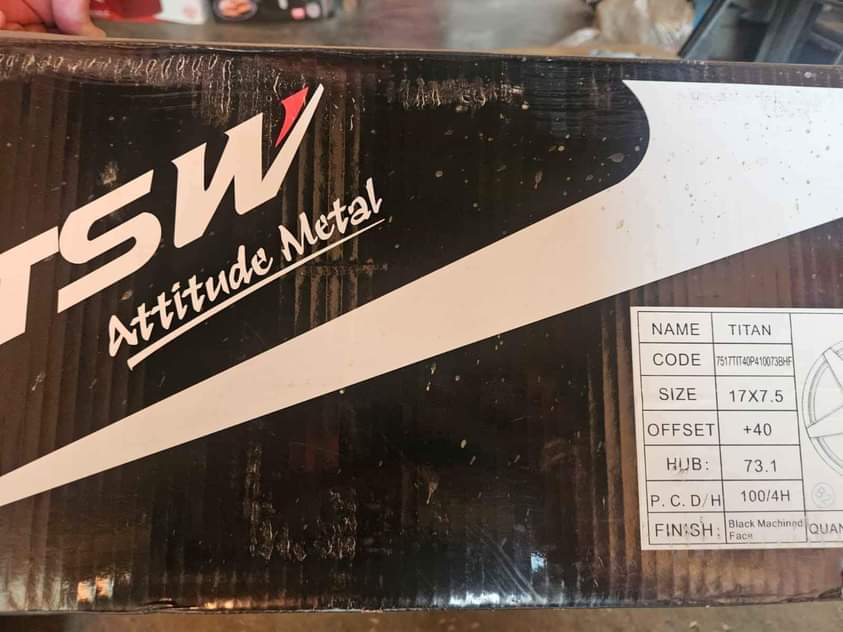 TSW
Attitude Metal
NAME TITAN
CODE 7517TIT40P410073BHF
SIZE 17X7.5
OFFSET +40
HUB: 73.1
P.C.D/H 100/4H
FINISH: Black Machined Face
QUAN